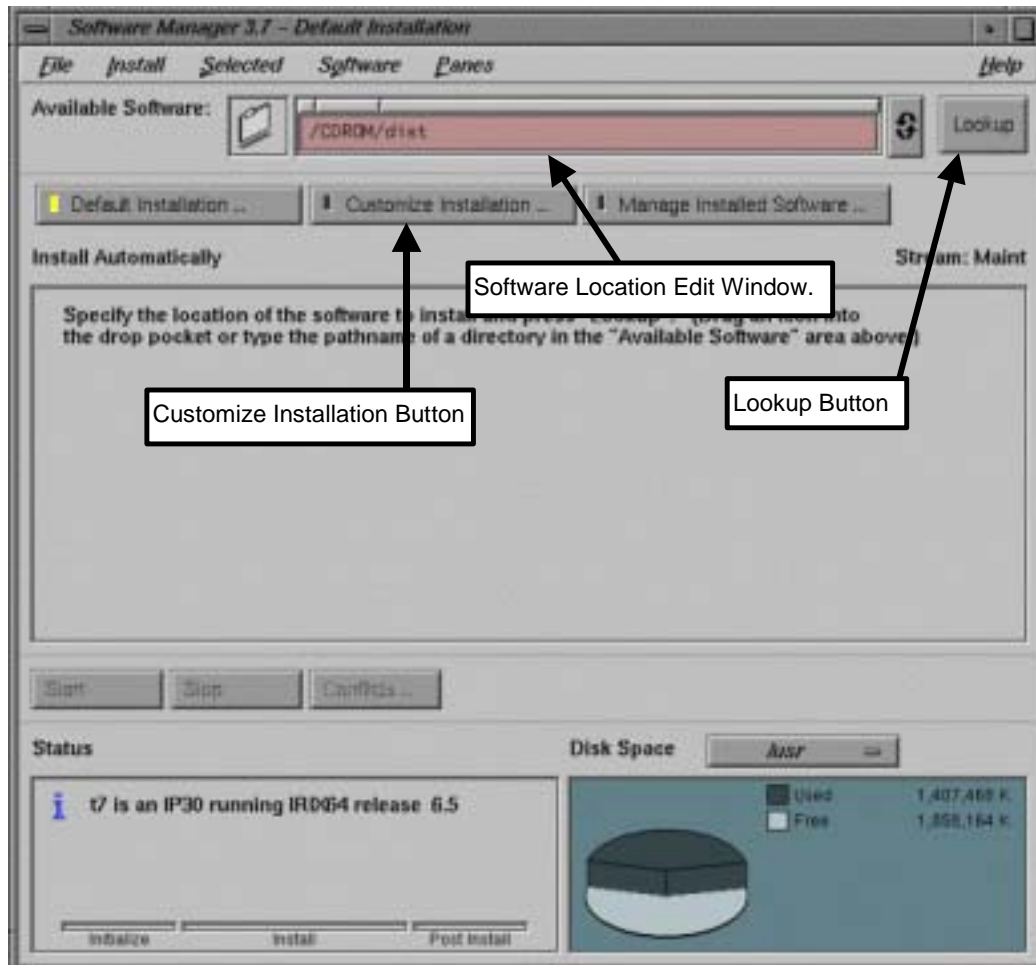 Software Manager 3.7 – Default Installation
File Install Selected Software Panes Help
Available Software:
/CDROM/dist
Lookup
Default Installation ...
Customize Installation ...
Manage Installed Software ...
Install Automatically
Stream: Maint
Software Location Edit Window.
Specify the location of the software to install and press
the drop pocket or type the pathname of a directory in the "Available Software" area above.)
Customize Installation Button
Lookup Button
Start
Stop
Conflicts ...
Status
Disk Space
/usr
t7 is an IP30 running IRIX64 release 6.5
Used 1,407,468 K
Free
Initialize
Install
Post Install